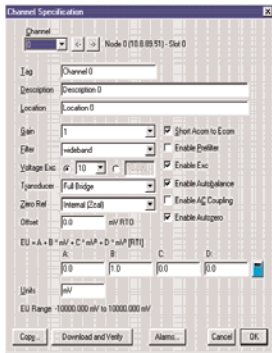 Channel Specification
Channel
0 <- -> Node 0 (10.8.89.51) - Slot 0
Tag Channel 0
Description Description 0
Location Location 0
Gain 1
Filter wideband
Voltage Exc 10
Transducer Full Bridge
Zero Ref Internal (Zcal)
Offset 0.0 mV RTO
Short Acom to Ecom
Enable Prefilter
Enable Exc
Enable Autobalance
Enable AC Coupling
Enable Autozero
EU = A + B * mV + C * mV² + D * mV³ [RTI]
A: B: C: D:
0.0 1.0 0.0 0.0
Units mV
EU Range -10000.000 mV to 10000.000 mV
Copy... Download and Verify Alarms... Cancel OK